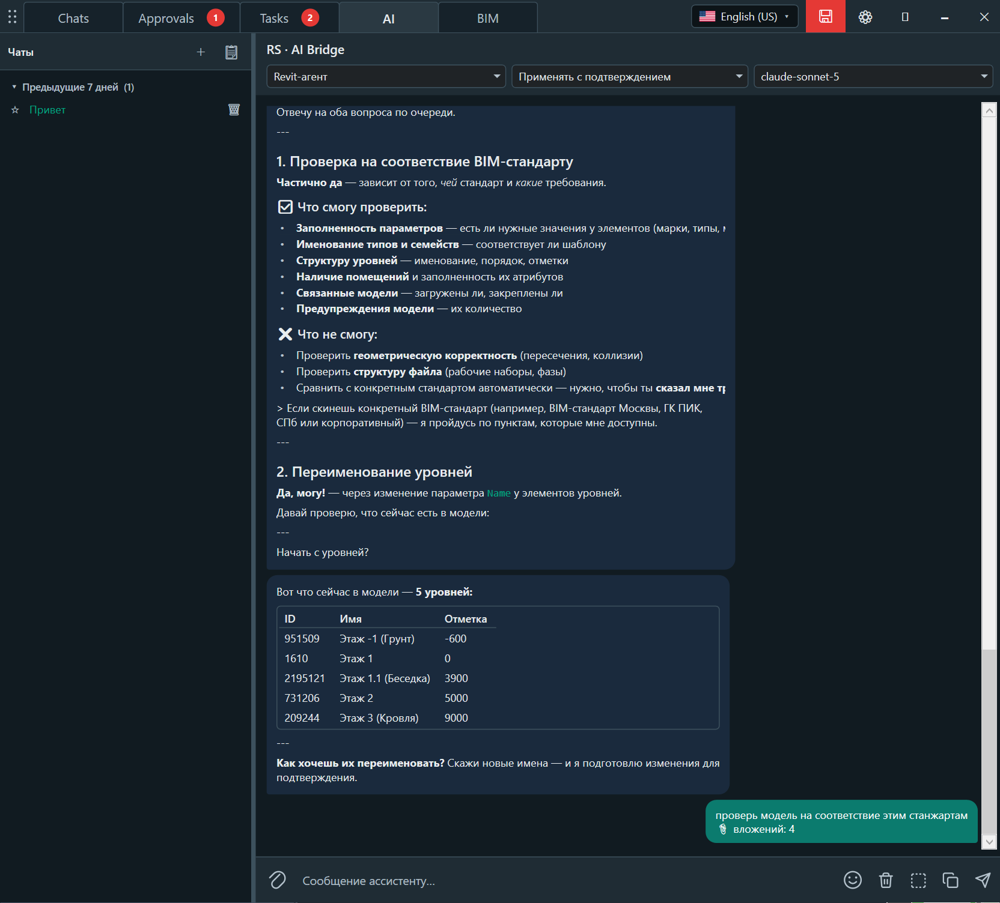 Chats
Approvals 1
Tasks 2
AI
BIM
English (US)
Чаты
RS · AI Bridge
Revit-агент
Применять с подтверждением
claude-sonnet-5
Предыдущие 7 дней (1)
Привет
Отвечу на оба вопроса по очереди.
---
1. Проверка на соответствие BIM-стандарту
Частично да — зависит от того, чей стандарт и какие требования.
Что смогу проверить:
• Заполненность параметров — есть ли нужные значения у элементов (марки, типы,
• Именование типов и семейств — соответствует ли шаблону
• Структуру уровней — именование, порядок, отметки
• Наличие помещений и заполненность их атрибутов
• Связанные модели — загружены ли, закреплены ли
• Предупреждения модели — их количество
Что не смогу:
• Проверить геометрическую корректность (пересечения, коллизии)
• Проверить структуру файла (рабочие наборы, фазы)
• Сравнить с конкретным стандартом автоматически — нужно, чтобы ты сказал мне
> Если скинешь конкретный BIM-стандарт (например, BIM-стандарт Москвы, ГК ПИК,
СПб или корпоративный) — я пройдусь по пунктам, которые мне доступны.
---
2. Переименование уровней
Да, могу! — через изменение параметра Name у элементов уровней.
Давай проверю, что сейчас есть в модели:
---
Начать с уровней?
Вот что сейчас в модели — 5 уровней:
ID Имя Отметка
951509 Этаж -1 (Грунт) -600
1610 Этаж 1 0
2195121 Этаж 1.1 (Беседка) 3900
731206 Этаж 2 5000
209244 Этаж 3 (Кровля) 9000
---
Как хочешь их переименовать? Скажи новые имена — и я подготовлю изменения для
подтверждения.
проверь модель на соответствие этим станжартам
вложений: 4
Сообщение ассистенту...